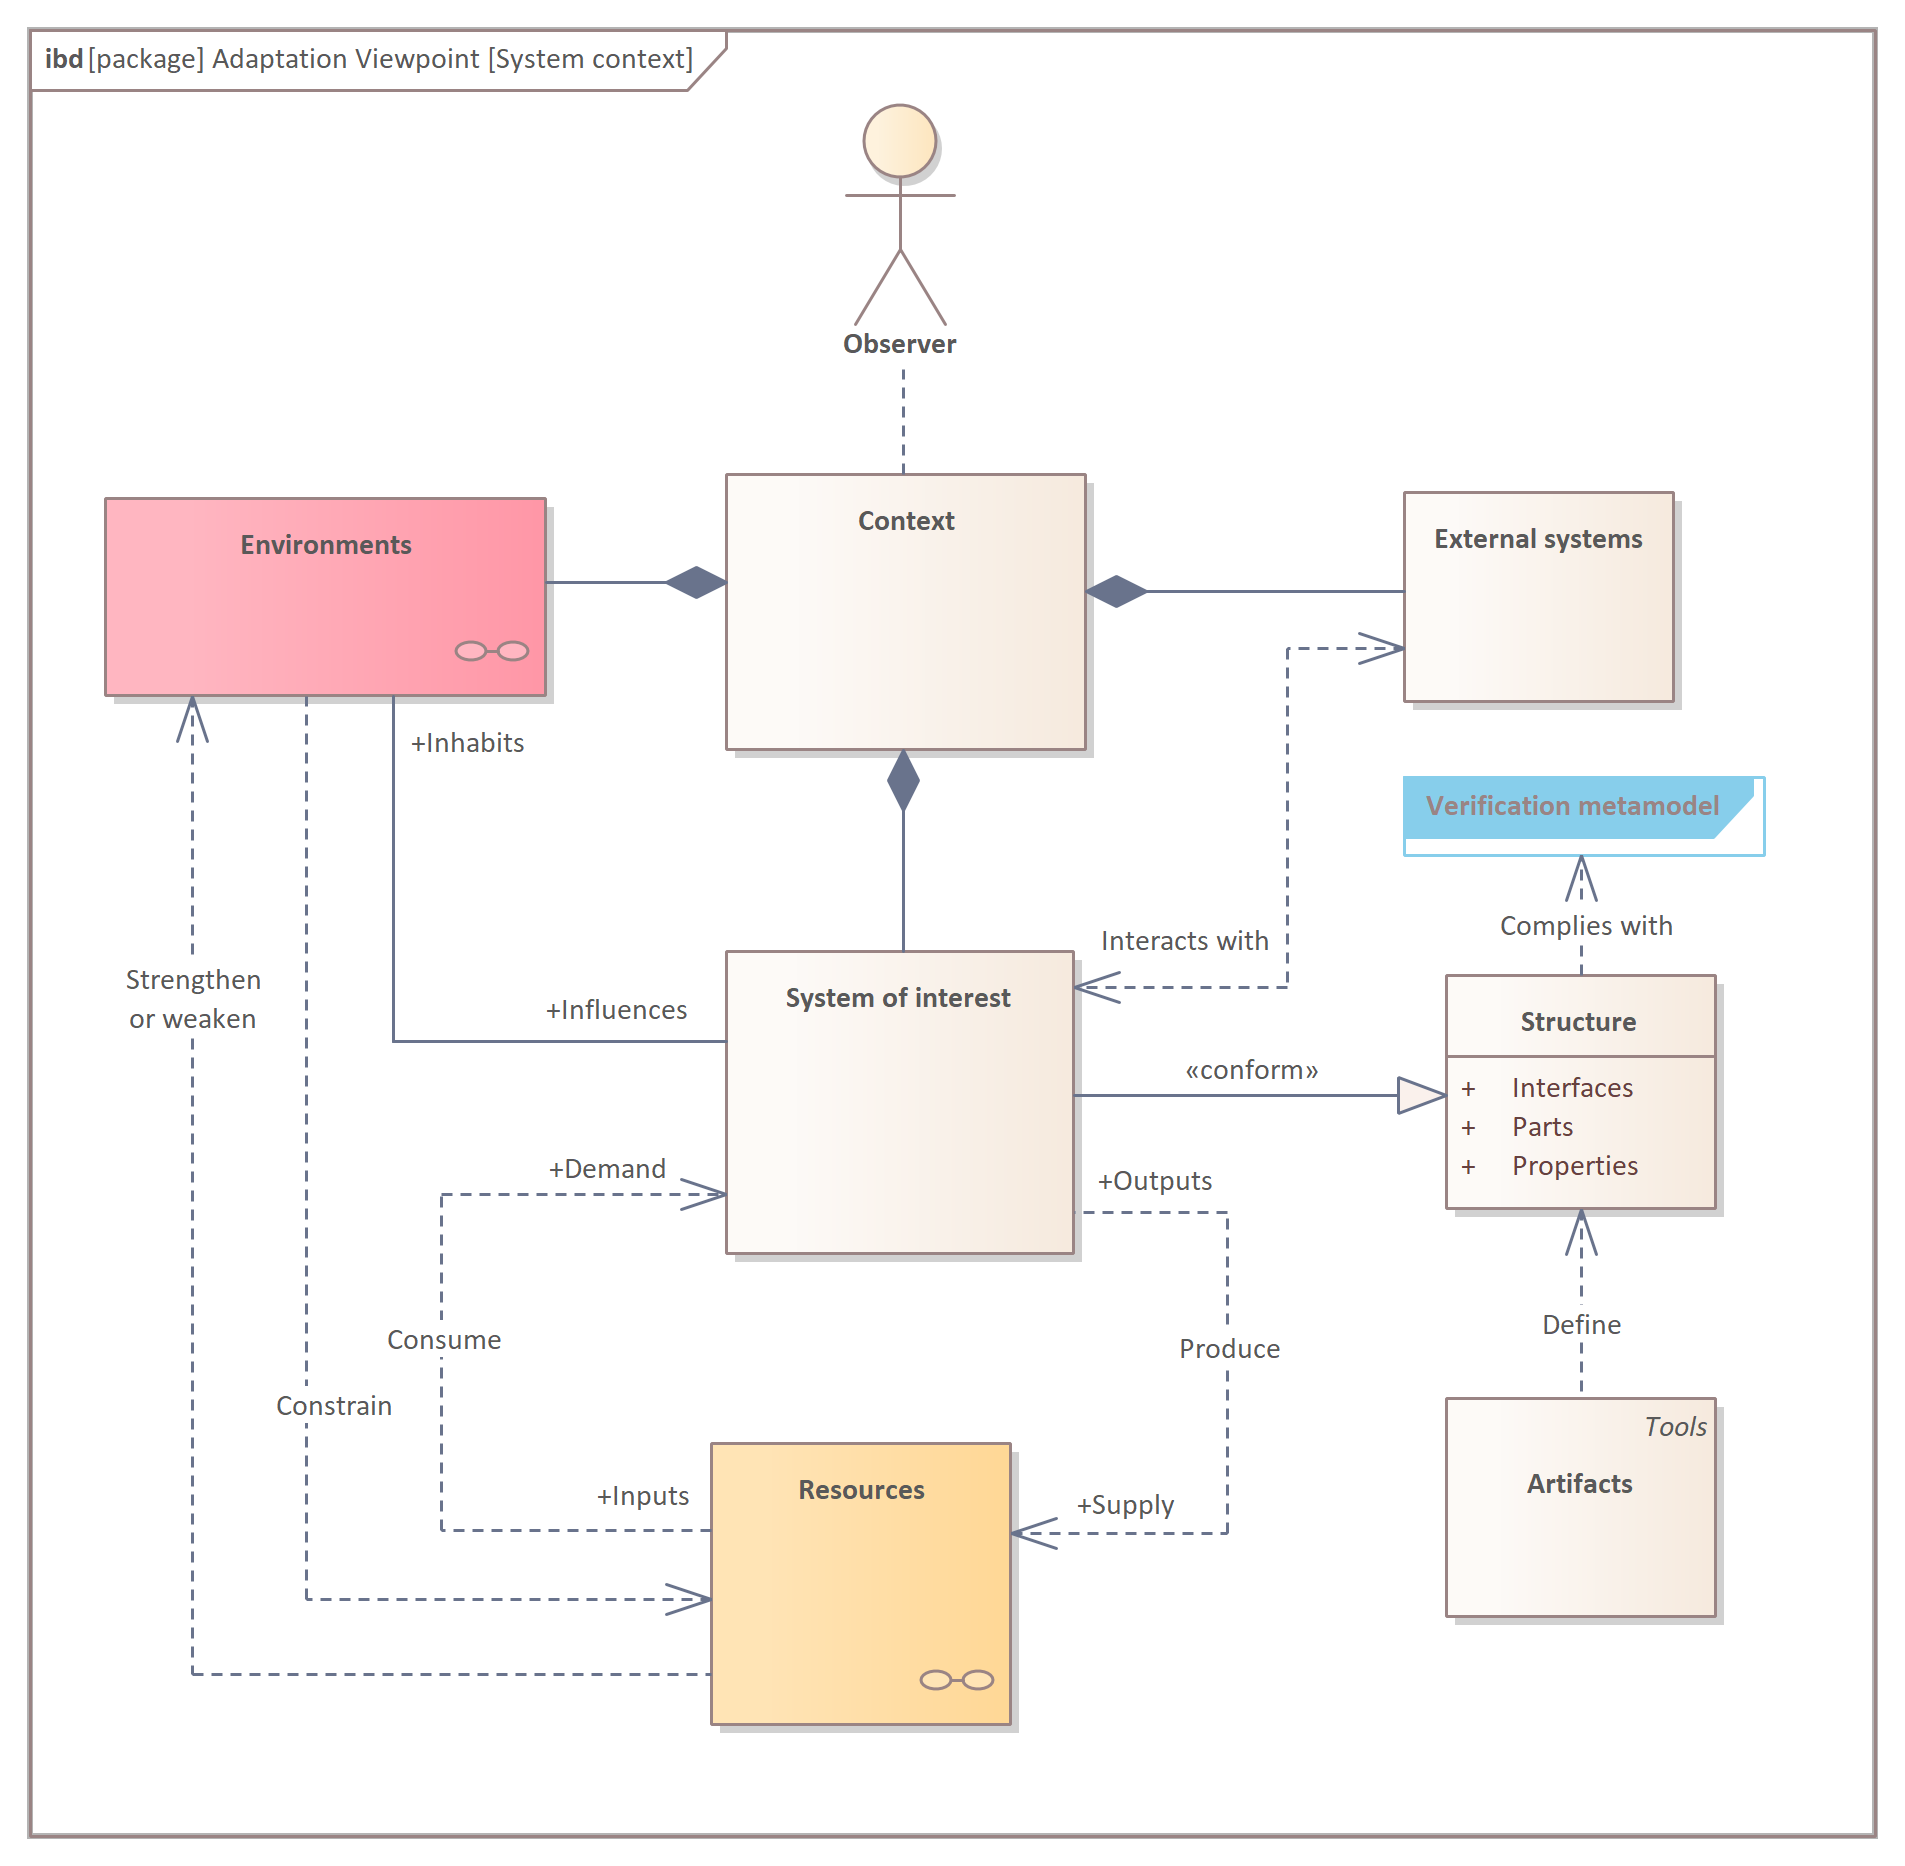 ibd [package] Adaptation Viewpoint [System context]
Observer
Context
Environments
External systems
+Inhabits
Verification metamodel
Complies with
Interacts with
Strengthen
or weaken
System of interest
+Influences
Structure
«conform»
+ Interfaces
+ Parts
+ Properties
+Demand
+Outputs
Define
Consume
Produce
Constrain
Tools
Artifacts
Resources
+Inputs
+Supply